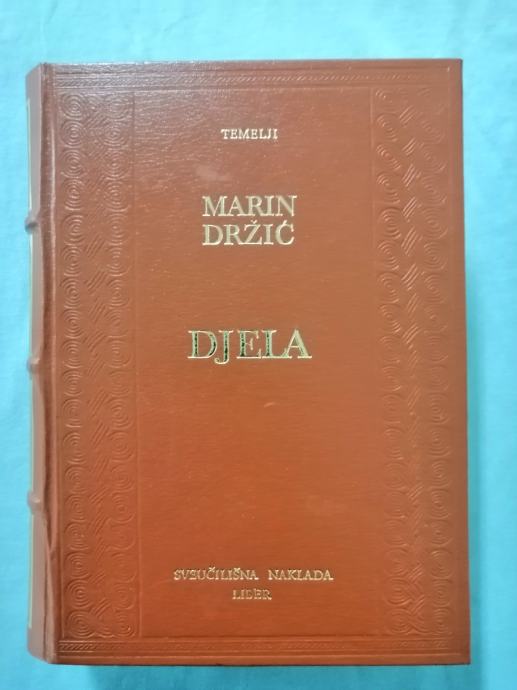 TEMELJI
MARIN
DRŽIĆ
DJELA
SVEUČILIŠNA NAKLADA
LIBER